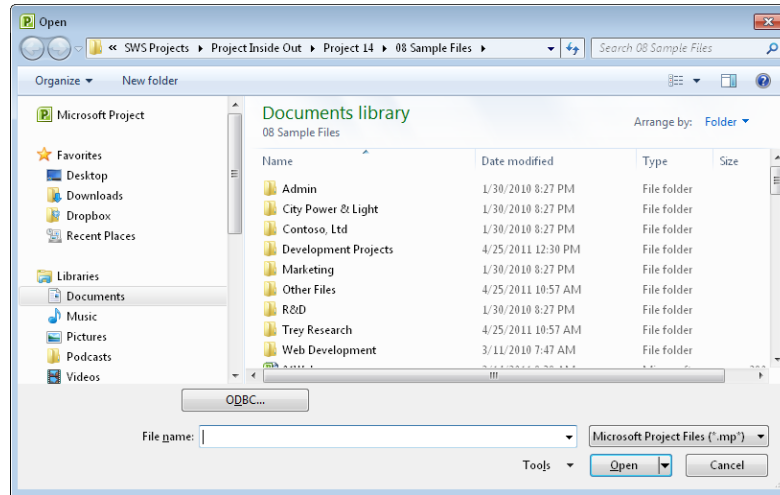 Open
« SWS Projects ▸ Project Inside Out ▸ Project 14 ▸ 08 Sample Files ▸ Search 08 Sample Files
Organize New folder
Microsoft Project
Favorites
Desktop
Downloads
Dropbox
Recent Places
Libraries
Documents
Music
Pictures
Podcasts
Videos
Documents library
08 Sample Files
Arrange by: Folder
Name Date modified Type Size
Admin 1/30/2010 8:27 PM File folder
City Power & Light 1/30/2010 8:27 PM File folder
Contoso, Ltd 1/30/2010 8:27 PM File folder
Development Projects 4/25/2011 12:30 PM File folder
Marketing 1/30/2010 8:27 PM File folder
Other Files 4/25/2011 10:57 AM File folder
R&D 1/30/2010 8:27 PM File folder
Trey Research 4/25/2011 10:57 AM File folder
Web Development 3/11/2010 7:47 AM File folder
ODBC...
File name: Microsoft Project Files (*.mp*)
Tools Open Cancel